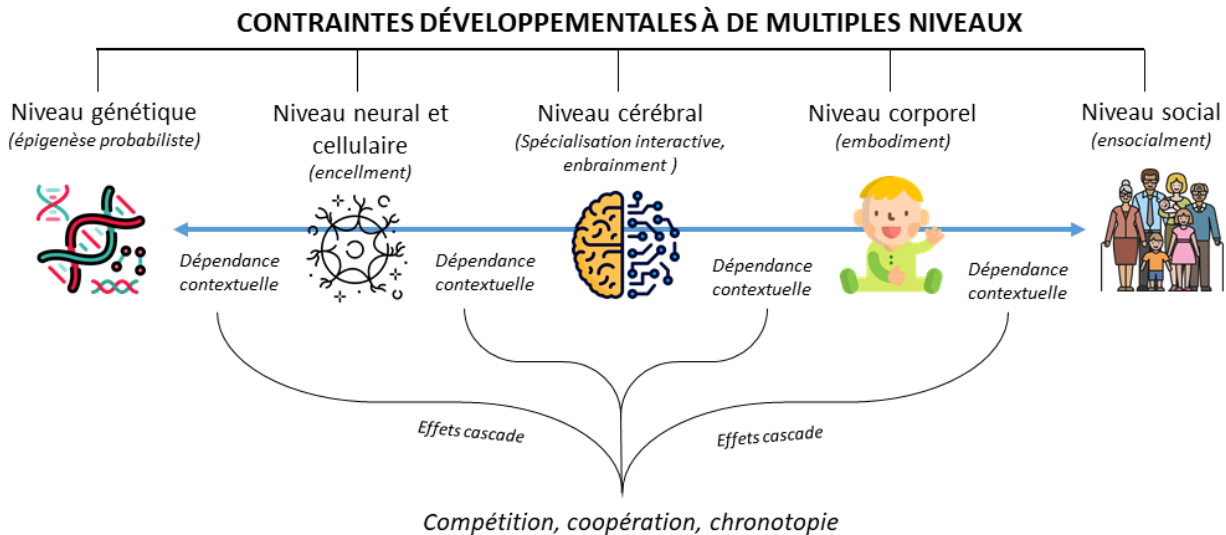 CONTRAINTES DÉVELOPPEMENTALES À DE MULTIPLES NIVEAUX
Niveau génétique
(épigenèse probabiliste)
Niveau neural et
cellulaire
(encellment)
Niveau cérébral
(Spécialisation interactive,
enbrainment )
Niveau corporel
(embodiment)
Niveau social
(ensocialment)
Dépendance
contextuelle
Dépendance
contextuelle
Dépendance
contextuelle
Dépendance
contextuelle
Effets cascade
Effets cascade
Compétition, coopération, chronotopie